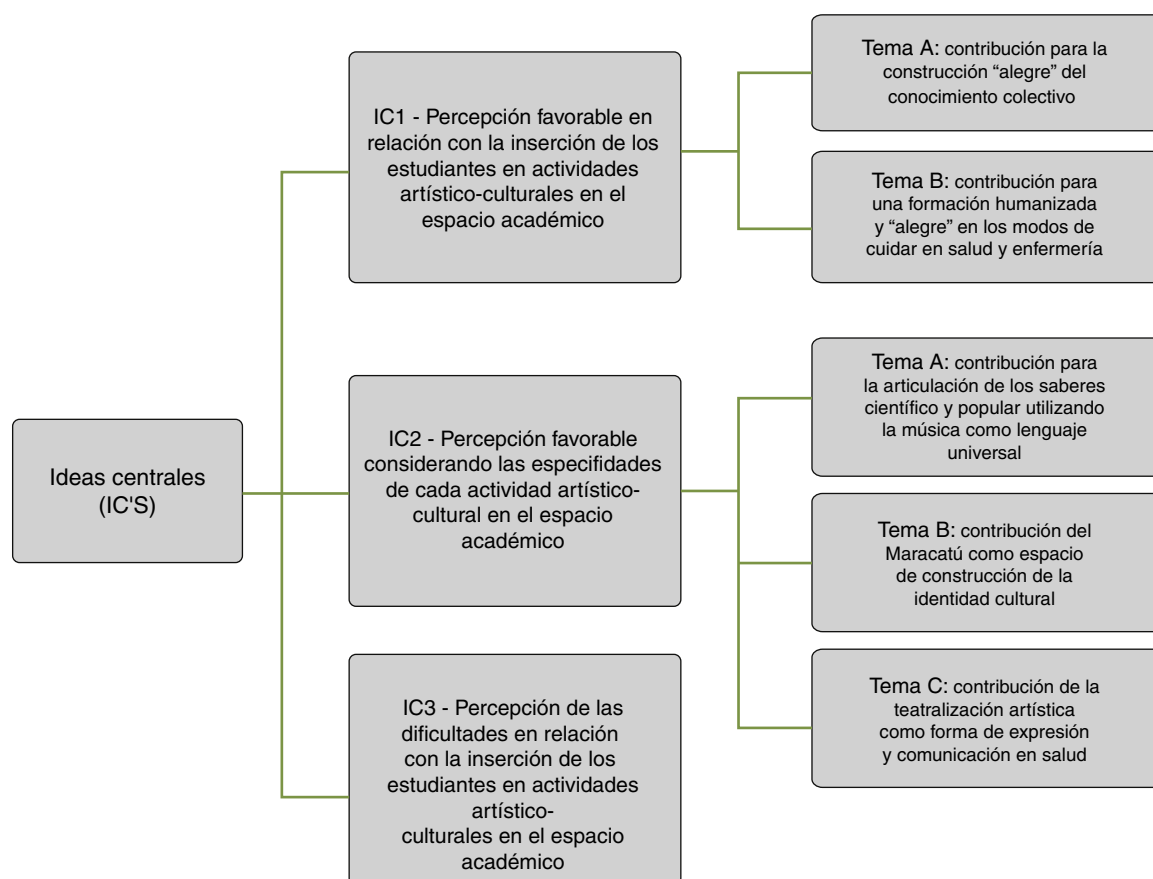 Ideas centrales
(IC'S)
IC1 - Percepción favorable en
relación con la inserción de los
estudiantes en actividades
artístico-culturales en el
espacio académico
Tema A: contribución para la
construcción “alegre” del
conocimiento colectivo
Tema B: contribución para
una formación humanizada
y “alegre” en los modos de
cuidar en salud y enfermería
IC2 - Percepción favorable
considerando las especifidades
de cada actividad artístico-
cultural en el espacio
académico
Tema A: contribución para
la articulación de los saberes
científico y popular utilizando
la música como lenguaje
universal
Tema B: contribución del
Maracatú como espacio
de construcción de la
identidad cultural
Tema C: contribución de la
teatralización artística
como forma de expresión
y comunicación en salud
IC3 - Percepción de las
dificultades en relación
con la inserción de los
estudiantes en actividades
artístico-
culturales en el espacio
académico